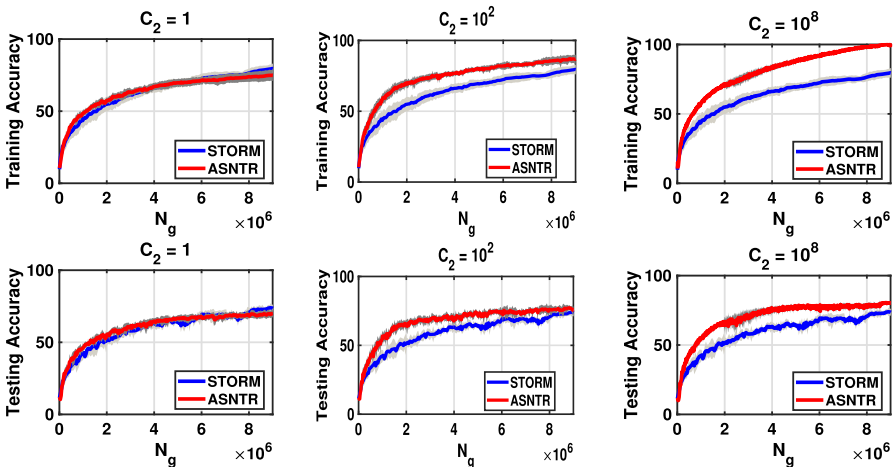 C₂ = 1
Training Accuracy
100
50
0
STORM
ASNTR
0 2 4 6 8
N_g ×10⁶
C₂ = 10²
Training Accuracy
100
50
0
STORM
ASNTR
0 2 4 6 8
N_g ×10⁶
C₂ = 10⁸
Training Accuracy
100
50
0
STORM
ASNTR
0 2 4 6 8
N_g ×10⁶
C₂ = 1
Testing Accuracy
100
50
0
STORM
ASNTR
0 2 4 6 8
N_g ×10⁶
C₂ = 10²
Testing Accuracy
100
50
0
STORM
ASNTR
0 2 4 6 8
N_g ×10⁶
C₂ = 10⁸
Testing Accuracy
100
50
0
STORM
ASNTR
0 2 4 6 8
N_g ×10⁶